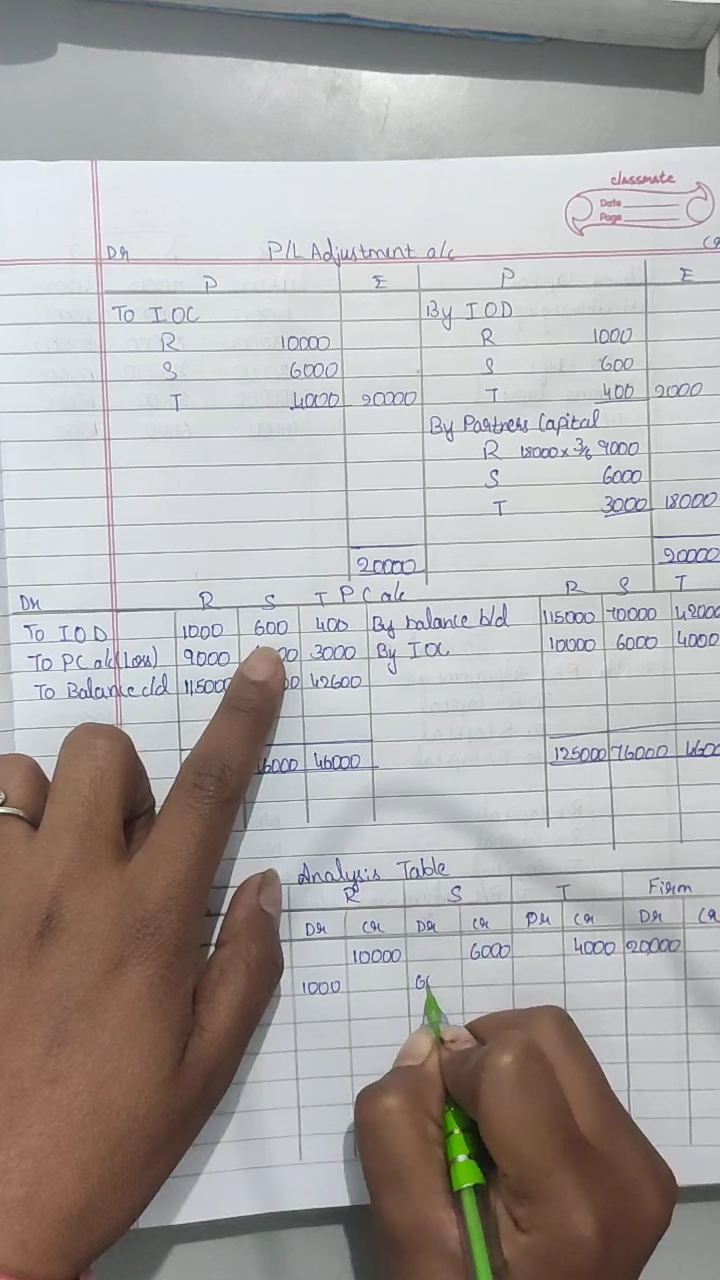 classmate
Date
Page
Dr P/L Adjustment a/c
P £ P £
To IOC By IOD
R 10000 R 1000
S 6000 S 600
T 4000 20000 T 400 2000
By Partners Capital
R 18000 x 3/6 9000
S 6000
T 3000 18000
20000 20000
Dr R S T P C a/c R S T
To IOD 1000 600 400 By balance b/d 115000 70000 42000
To PC a/c (Loss) 9000 3000 By IOC 10000 6000 4000
To Balance c/d 115000 42600
46000 125000 76000
Analysis Table
R S T Firm
Dr Cr Dr Cr Dr Cr Dr
10000 6000 4000 20000
1000